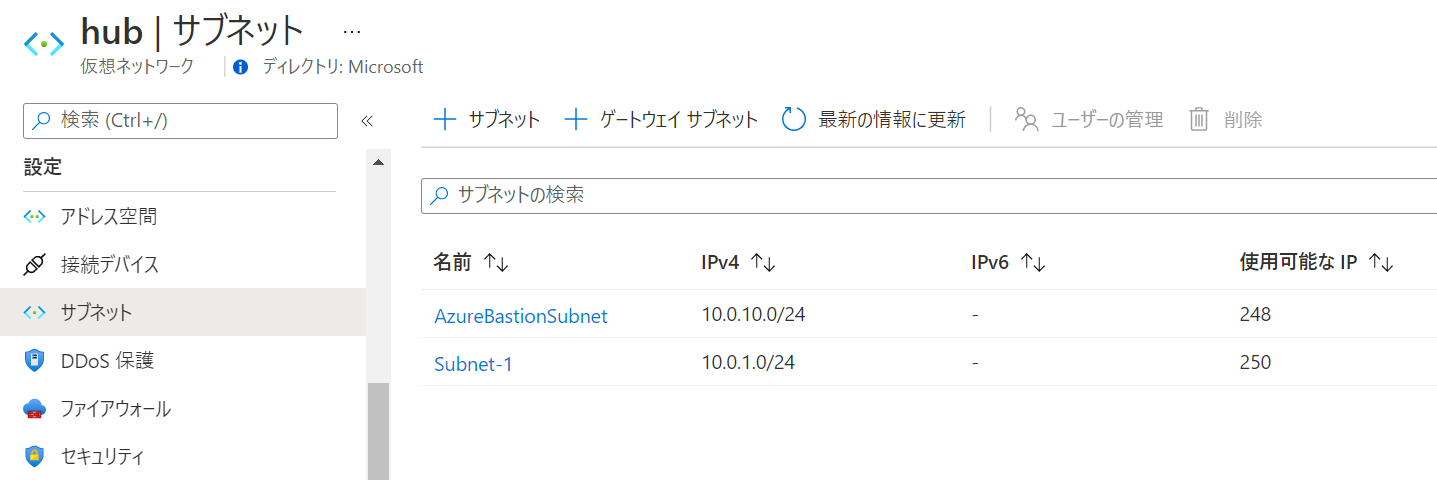 hub | サブネット ...
仮想ネットワーク ディレクトリ: Microsoft
検索 (Ctrl+/) «
設定
アドレス空間
接続デバイス
サブネット
DDoS 保護
ファイアウォール
セキュリティ
+ サブネット + ゲートウェイ サブネット 最新の情報に更新 ユーザーの管理 削除
サブネットの検索
名前 ↑↓ IPv4 ↑↓ IPv6 ↑↓ 使用可能な IP ↑↓
AzureBastionSubnet 10.0.10.0/24 - 248
Subnet-1 10.0.1.0/24 - 250